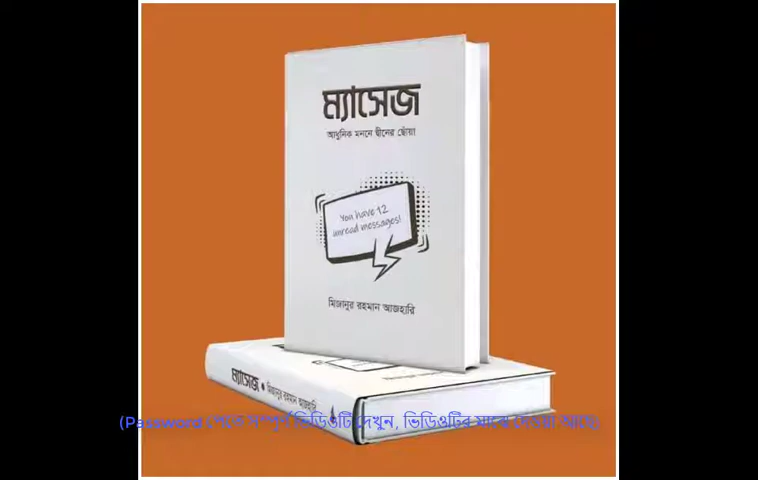 ম্যাসেজ
আধুনিক মননে দ্বীনের ছোঁয়া
You have 12
unread messages!
মিজানুর রহমান আজহারি
ম্যাসেজ • মিজানুর রহমান আজহারি
(Password পেতে সম্পূর্ণ ভিডিওটি দেখুন, ভিডিওটির মাঝে দেওয়া আছে)